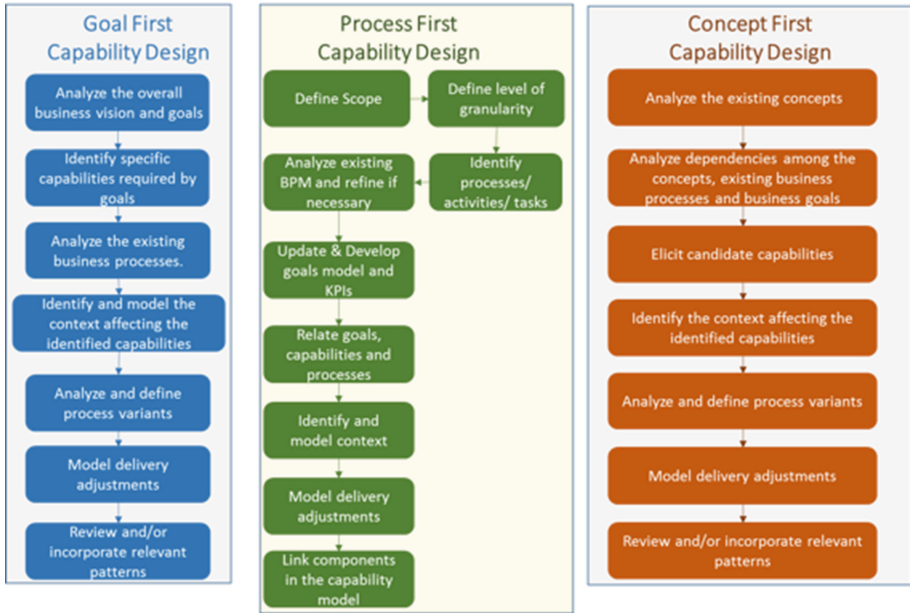 Goal First
Capability Design
Analyze the overall
business vision and goals
Identify specific
capabilities required by
goals
Analyze the existing
business processes.
Identify and model the
context affecting the
identified capabilities
Analyze and define
process variants
Model delivery
adjustments
Review and/or
incorporate relevant
patterns
Process First
Capability Design
Define Scope
Define level of
granularity
Identify
processes/
activities/ tasks
Analyze existing
BPM and refine if
necessary
Update & Develop
goals model and
KPIs
Relate goals,
capabilities and
processes
Identify and
model context
Model delivery
adjustments
Link components
in the capability
model
Concept First
Capability Design
Analyze the existing concepts
Analyze dependencies among
the concepts, existing business
processes and business goals
Elicit candidate capabilities
Identify the context affecting the
identified capabilities
Analyze and define process variants
Model delivery adjustments
Review and/or incorporate relevant
patterns